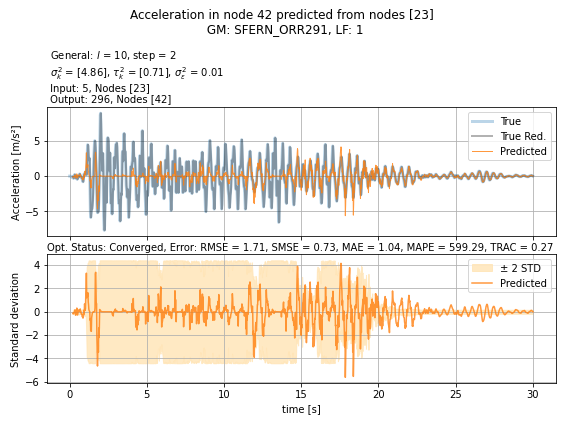 Acceleration in node 42 predicted from nodes [23]
GM: SFERN_ORR291, LF: 1
General: l = 10, step = 2
σ²ₖ = [4.86], τ²ₖ = [0.71], σ²ε = 0.01
Input: 5, Nodes [23]
Output: 296, Nodes [42]
Acceleration [m/s²]
5
0
−5
True
True Red.
Predicted
Opt. Status: Converged, Error: RMSE = 1.71, SMSE = 0.73, MAE = 1.04, MAPE = 599.29, TRAC = 0.27
Standard deviation
4
2
0
−2
−4
−6
± 2 STD
Predicted
0 5 10 15 20 25 30
time [s]